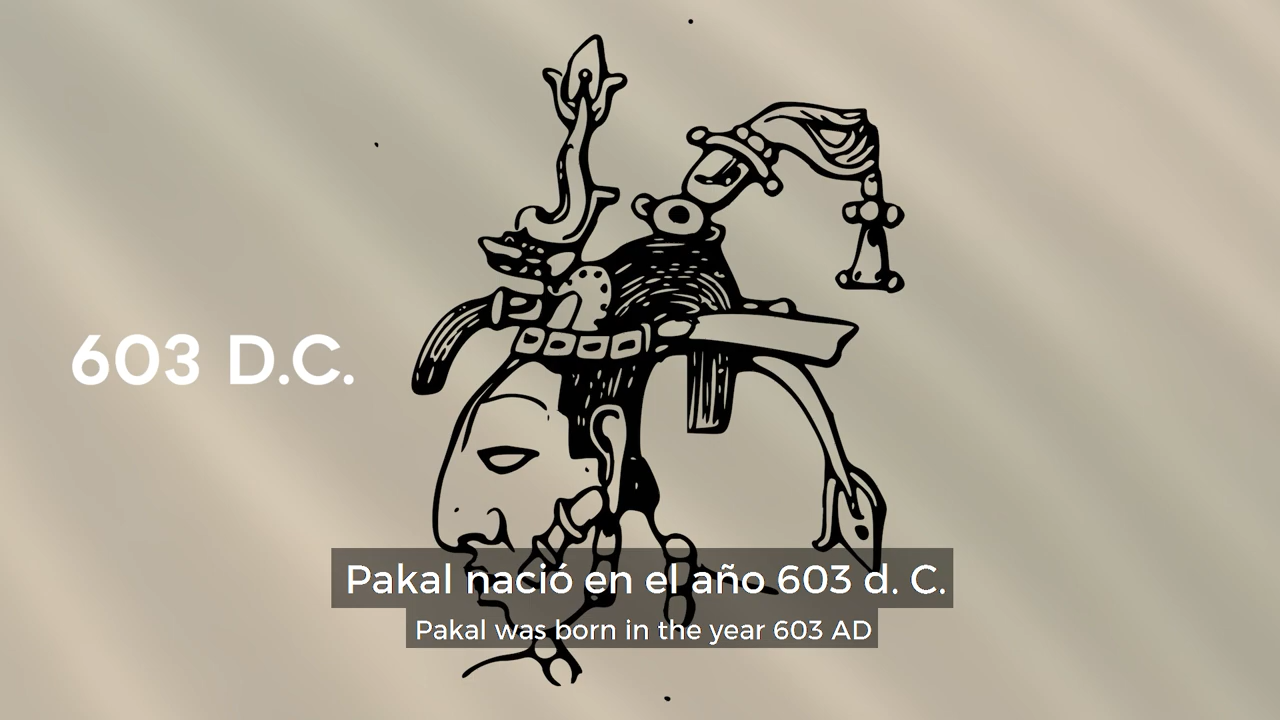 603 D.C.
Pakal nació en el año 603 d. C.
Pakal was born in the year 603 AD